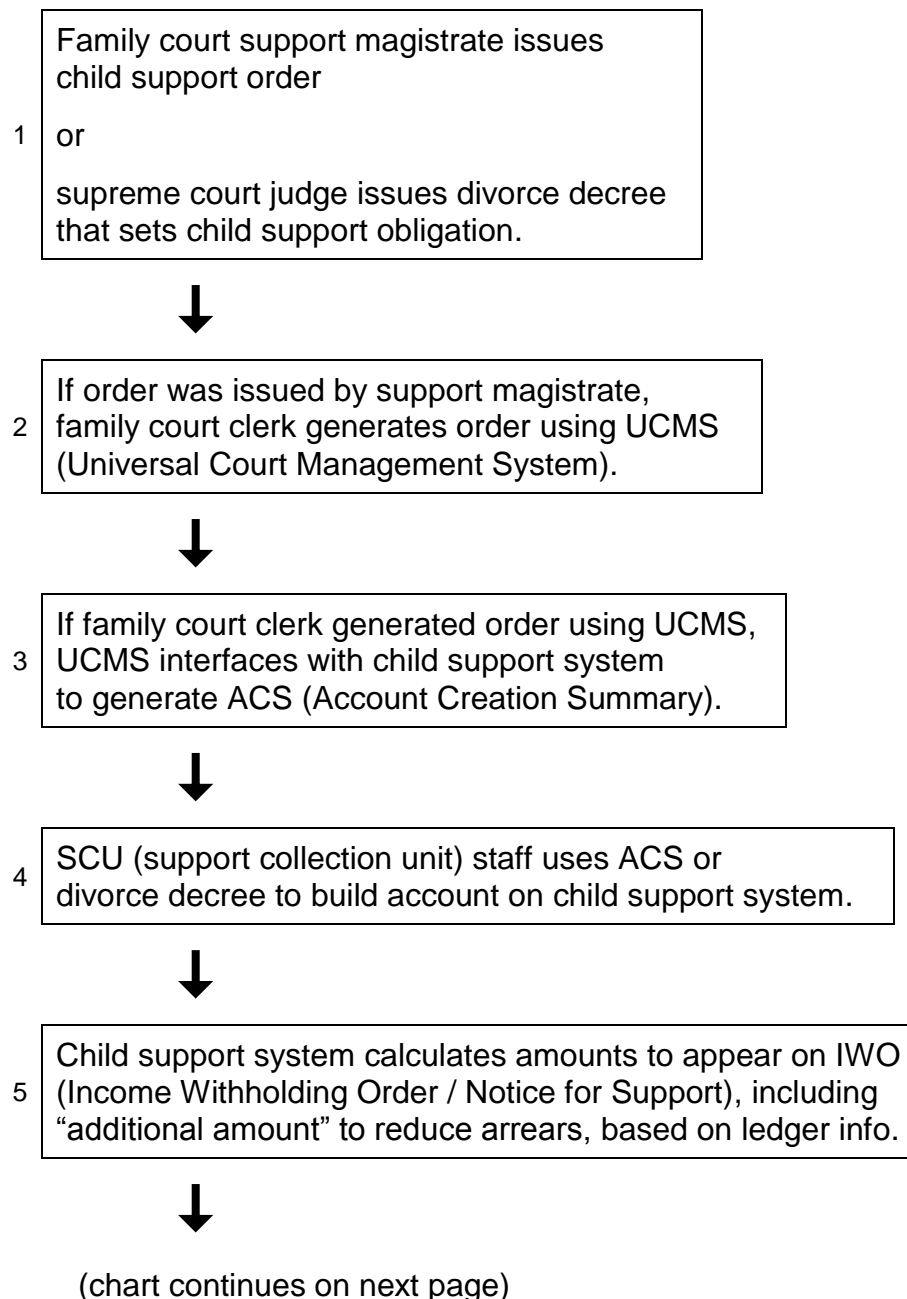 Family court support magistrate issues
child support order
1
or
supreme court judge issues divorce decree
that sets child support obligation.
If order was issued by support magistrate,
2 family court clerk generates order using UCMS
(Universal Court Management System).
If family court clerk generated order using UCMS,
3 UCMS interfaces with child support system
to generate ACS (Account Creation Summary).
4 SCU (support collection unit) staff uses ACS or
divorce decree to build account on child support system.
Child support system calculates amounts to appear on IWO
5 (Income Withholding Order / Notice for Support), including
“additional amount” to reduce arrears, based on ledger info.
(chart continues on next page)